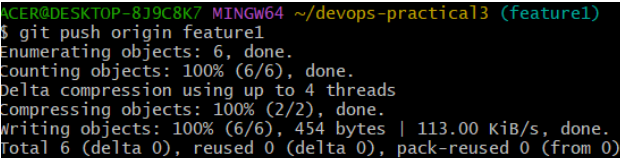 ACER@DESKTOP-8J9C8K7 MINGW64 ~/devops-practical3 (feature1)
$ git push origin feature1
Enumerating objects: 6, done.
Counting objects: 100% (6/6), done.
Delta compression using up to 4 threads
Compressing objects: 100% (2/2), done.
Writing objects: 100% (6/6), 454 bytes | 113.00 KiB/s, done.
Total 6 (delta 0), reused 0 (delta 0), pack-reused 0 (from 0)